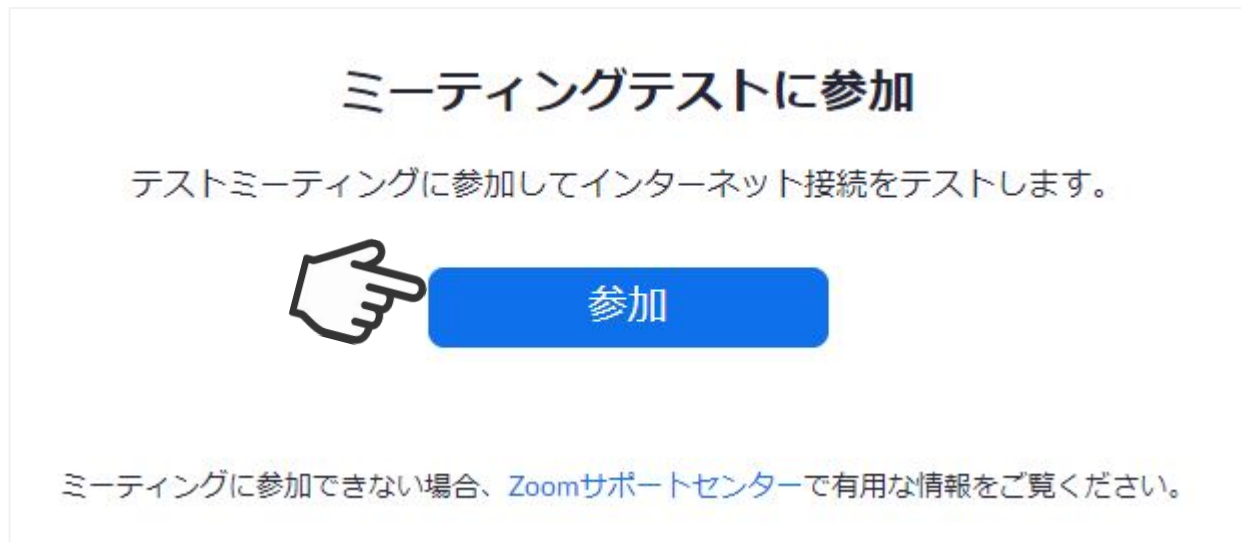 ミーティングテストに参加
テストミーティングに参加してインターネット接続をテストします。
参加
ミーティングに参加できない場合、Zoomサポートセンターで有用な情報をご覧ください。